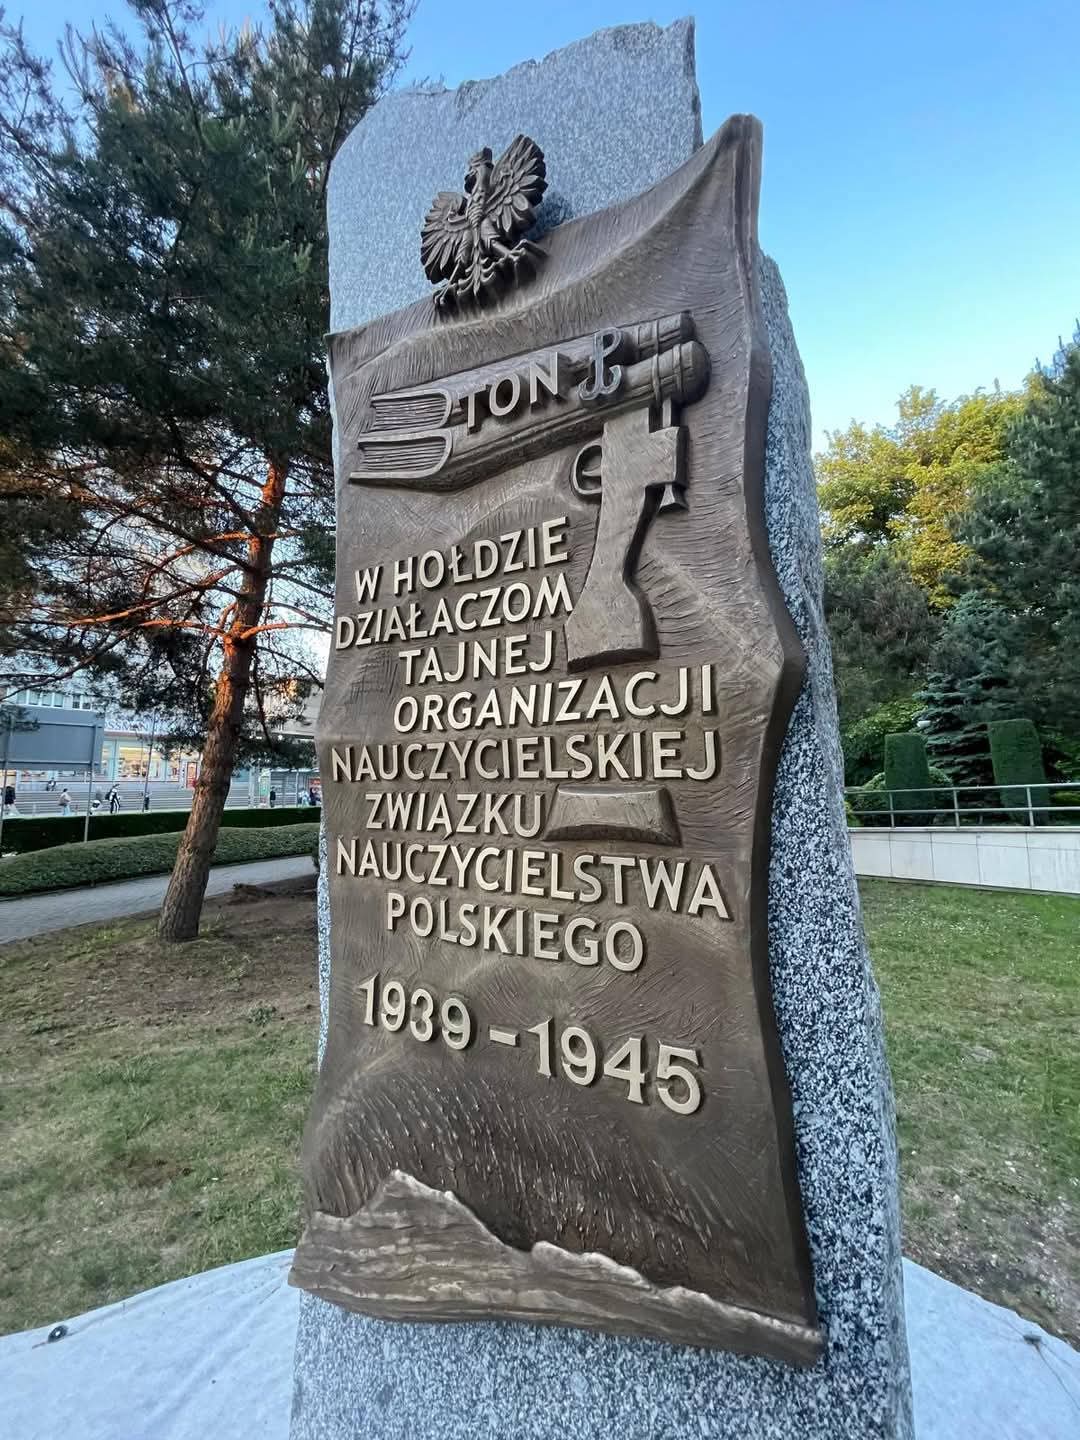 TON
W HOŁDZIE
DZIAŁACZOM
TAJNEJ
ORGANIZACJI
NAUCZYCIELSKIEJ
ZWIĄZKU
NAUCZYCIELSTWA
POLSKIEGO
1939 - 1945